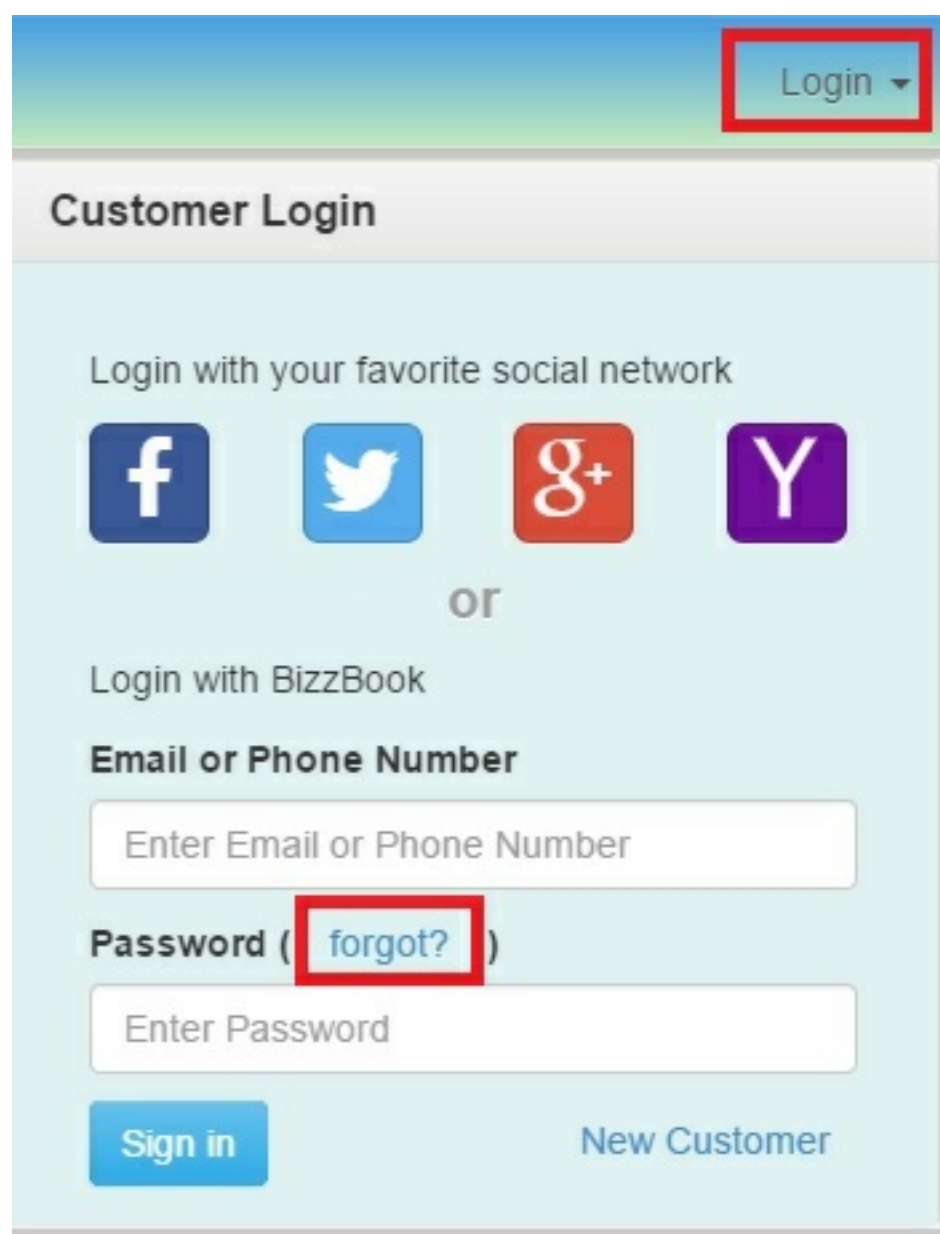 Login
Customer Login
Login with your favorite social network
f g+ Y
or
Login with BizzBook
Email or Phone Number
Enter Email or Phone Number
Password ( forgot? )
Enter Password
Sign in New Customer